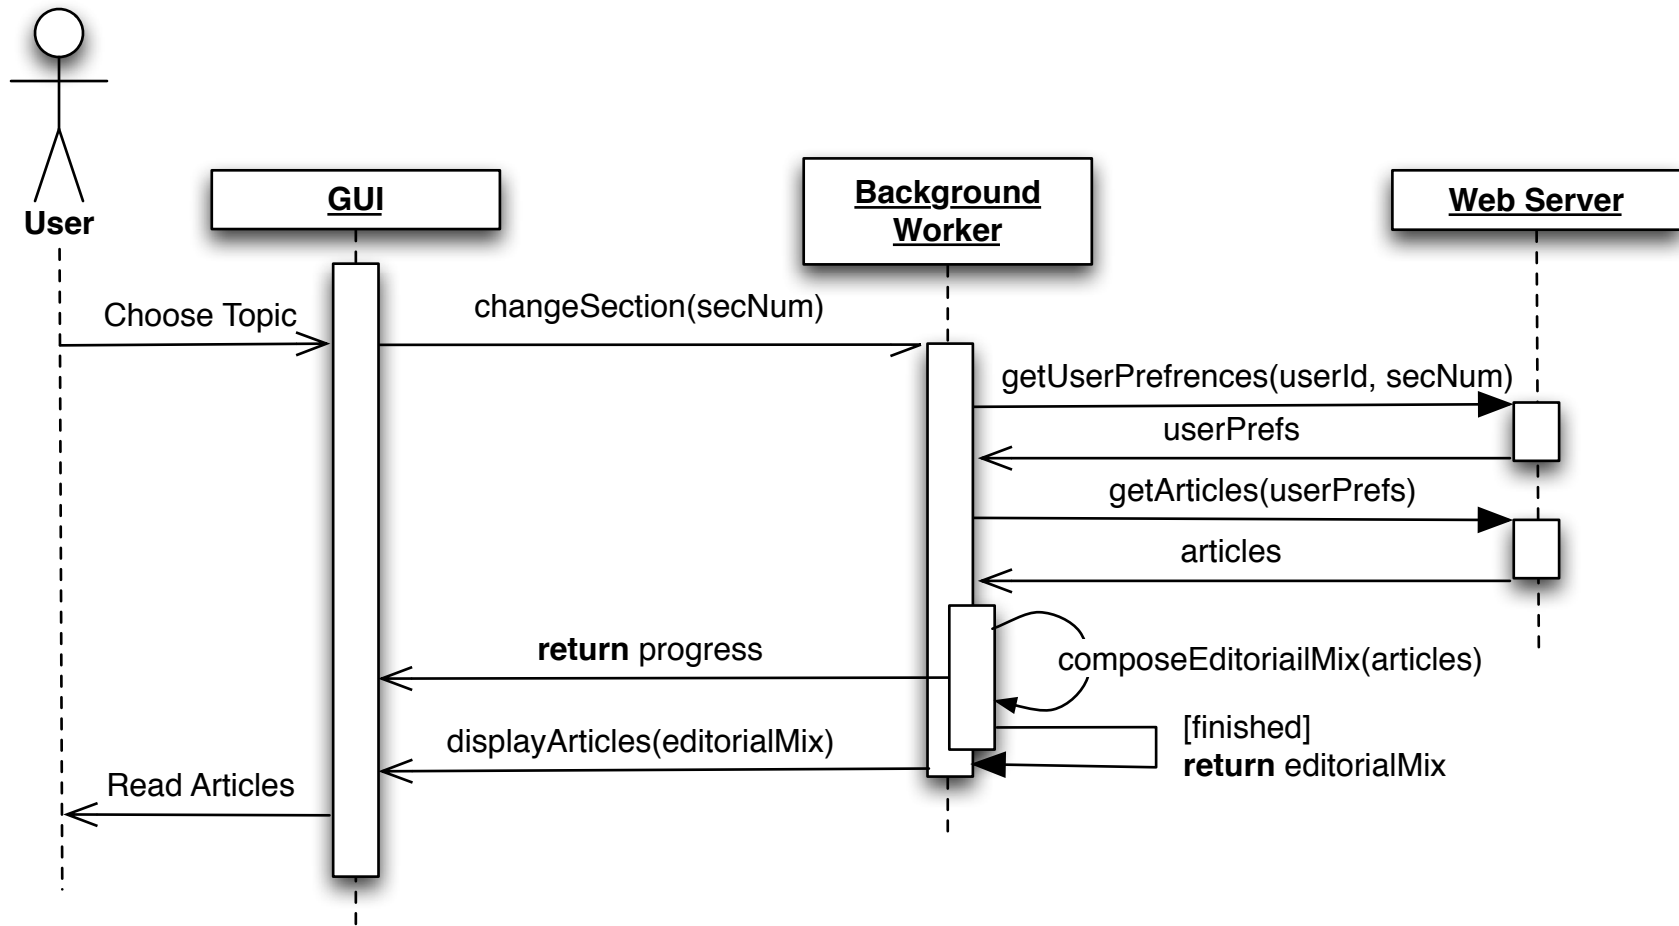 User
GUI
Background
Worker
Web Server
Choose Topic
changeSection(secNum)
getUserPrefrences(userId, secNum)
userPrefs
getArticles(userPrefs)
articles
return progress
composeEditoriailMix(articles)
displayArticles(editorialMix)
[finished]
return editorialMix
Read Articles